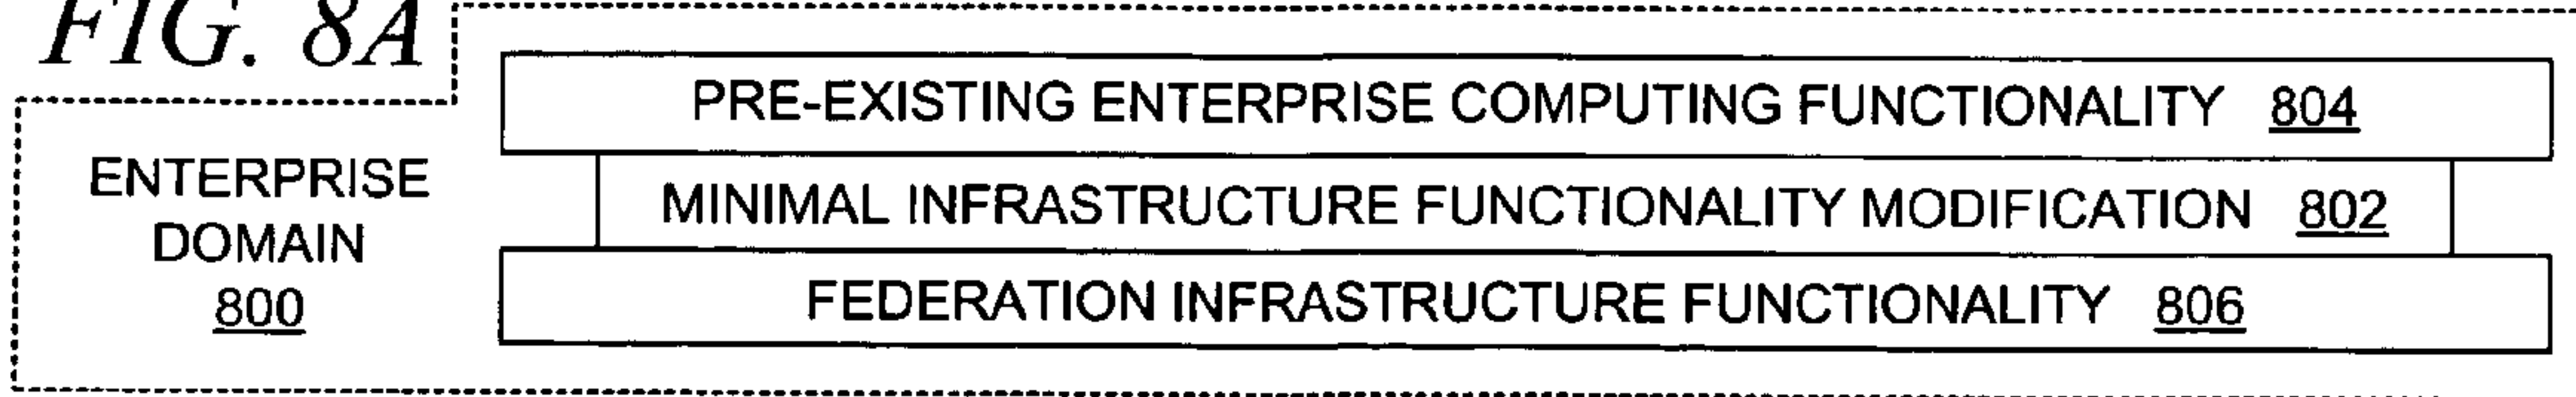 FIG. 8A
PRE-EXISTING ENTERPRISE COMPUTING FUNCTIONALITY 804
ENTERPRISE
DOMAIN
800
MINIMAL INFRASTRUCTURE FUNCTIONALITY MODIFICATION 802
FEDERATION INFRASTRUCTURE FUNCTIONALITY 806